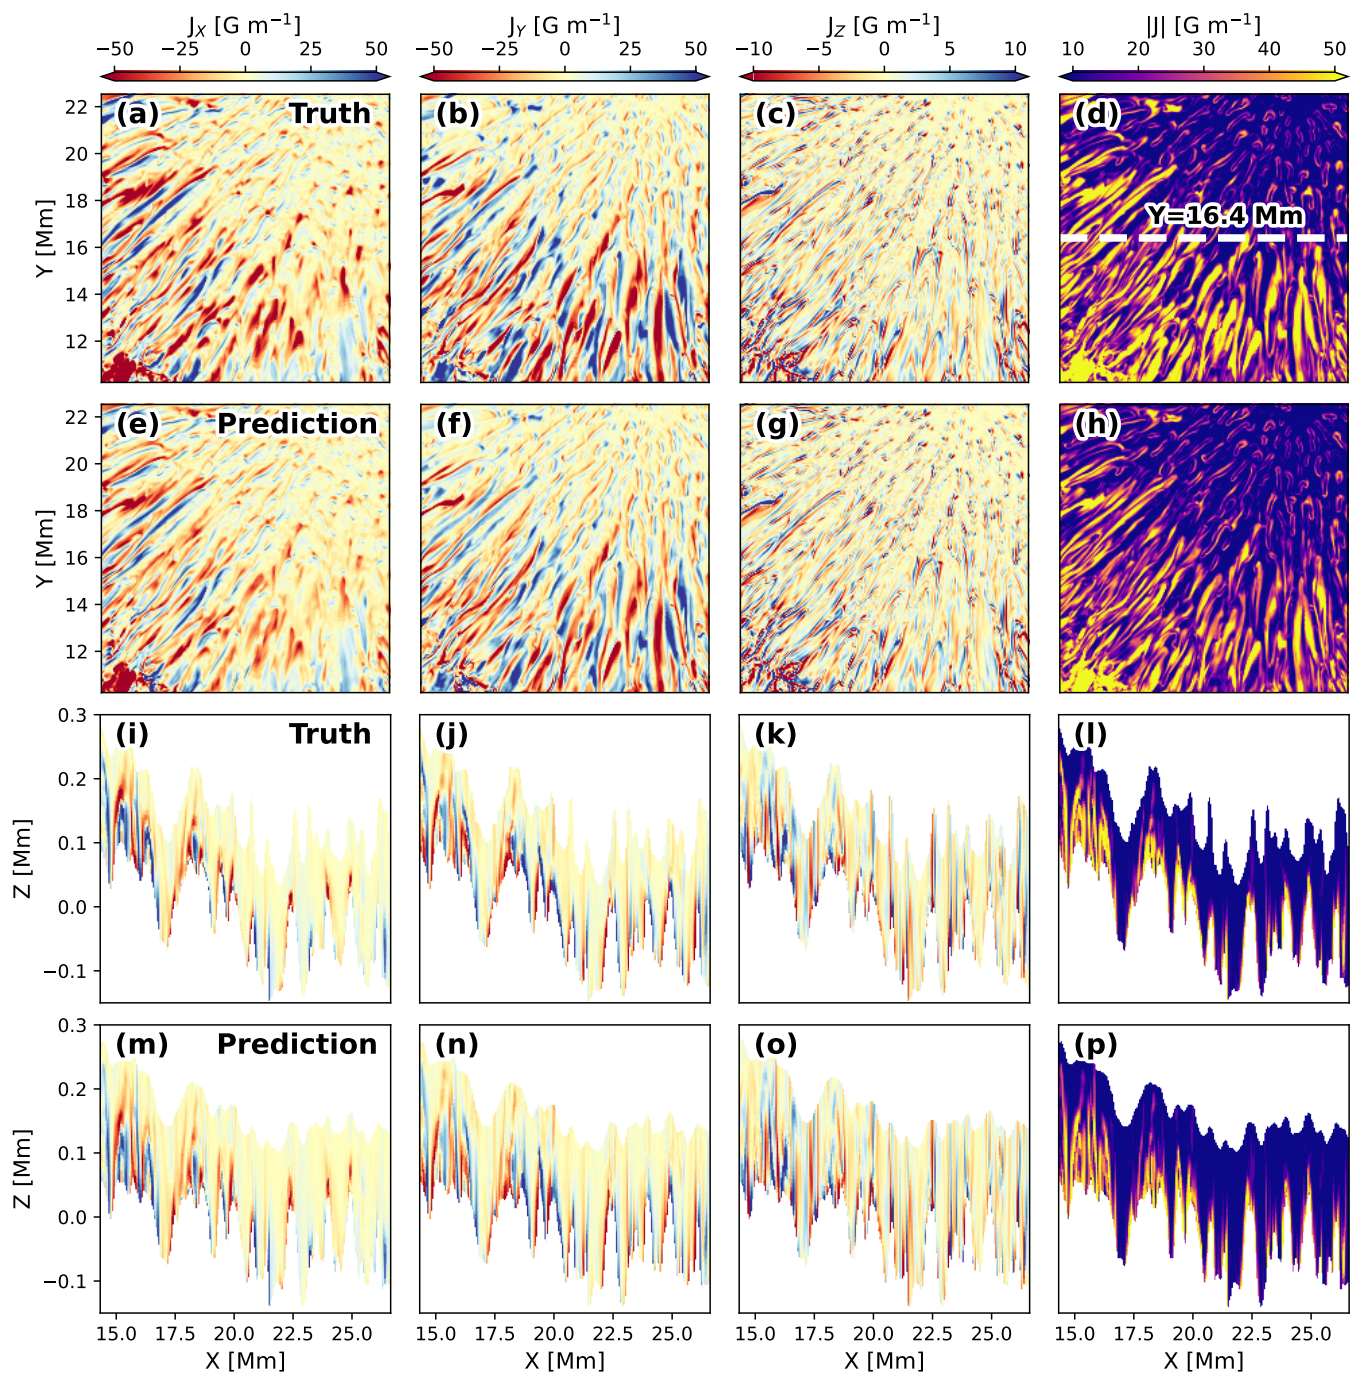 J_X [G m⁻¹] J_Y [G m⁻¹] J_Z [G m⁻¹] |J| [G m⁻¹]
−50 −25 0 25 50 −50 −25 0 25 50 −10 −5 0 5 10 10 20 30 40 50
(a) Truth (b) (c) (d)
22
20
18
16
14
12
Y [Mm]
Y=16.4 Mm
(e) Prediction (f) (g) (h)
22
20
18
16
14
12
Y [Mm]
(i) Truth (j) (k) (l)
0.3
0.2
0.1
0.0
−0.1
Z [Mm]
(m) Prediction (n) (o) (p)
0.3
0.2
0.1
0.0
−0.1
Z [Mm]
15.0 17.5 20.0 22.5 25.0 15.0 17.5 20.0 22.5 25.0 15.0 17.5 20.0 22.5 25.0 15.0 17.5 20.0 22.5 25.0
X [Mm] X [Mm] X [Mm] X [Mm]